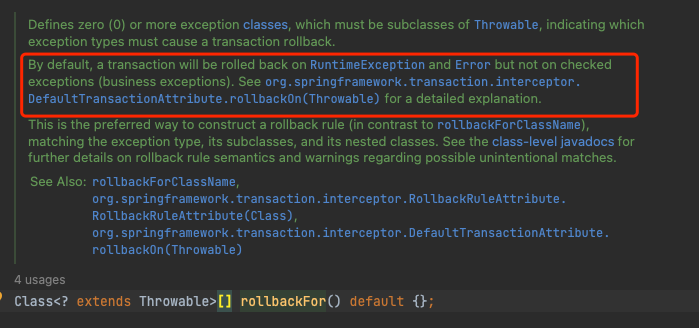 Defines zero (0) or more exception classes, which must be subclasses of Throwable, indicating which
exception types must cause a transaction rollback.
By default, a transaction will be rolled back on RuntimeException and Error but not on checked
exceptions (business exceptions). See org.springframework.transaction.interceptor.
DefaultTransactionAttribute.rollbackOn(Throwable) for a detailed explanation.
This is the preferred way to construct a rollback rule (in contrast to rollbackForClassName),
matching the exception type, its subclasses, and its nested classes. See the class-level javadocs for
further details on rollback rule semantics and warnings regarding possible unintentional matches.
See Also: rollbackForClassName,
org.springframework.transaction.interceptor.RollbackRuleAttribute.
RollbackRuleAttribute(Class),
org.springframework.transaction.interceptor.DefaultTransactionAttribute.
rollbackOn(Throwable)
4 usages
Class<? extends Throwable>[] rollbackFor() default {};